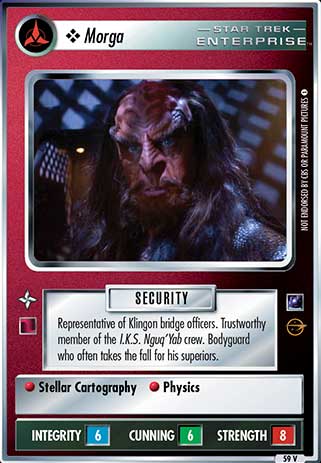 ❖ Morga
STAR TREK
ENTERPRISE™
NOT ENDORSED BY CBS OR PARAMOUNT PICTURES
SECURITY
Representative of Klingon bridge officers. Trustworthy
member of the I.K.S. Nguq'Yab crew. Bodyguard
who often takes the fall for his superiors.
Stellar Cartography Physics
INTEGRITY 6 CUNNING 6 STRENGTH 8
59 V